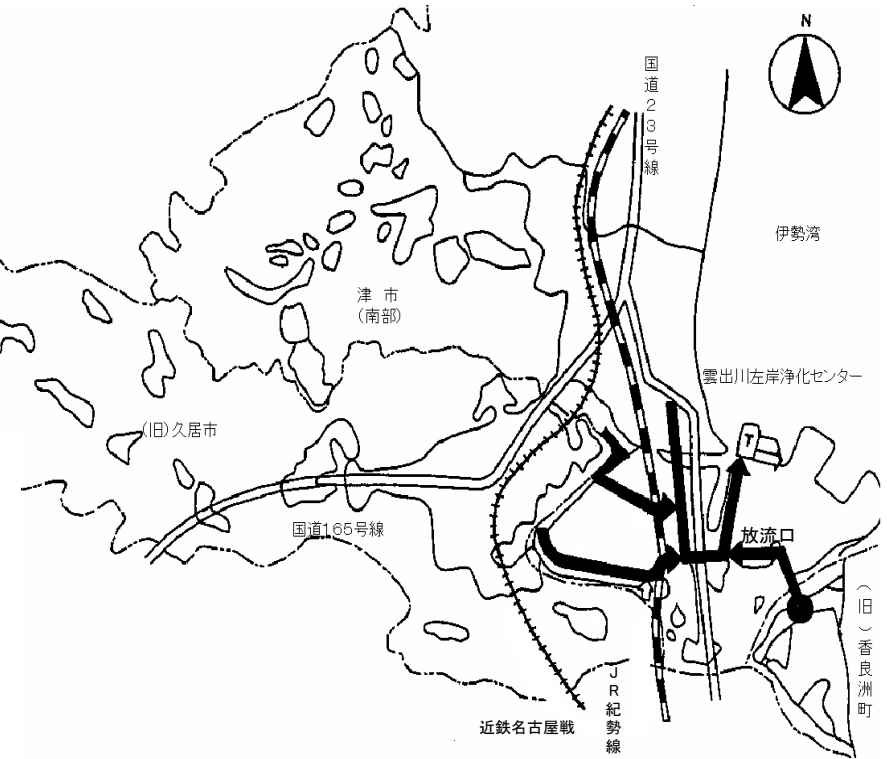 N
国道２３号線
伊勢湾
津 市
（南部）
雲出川左岸浄化センター
(旧)久居市
T
国道165号線
放流口
（旧）香良洲町
ＪＲ紀勢線
近鉄名古屋戦